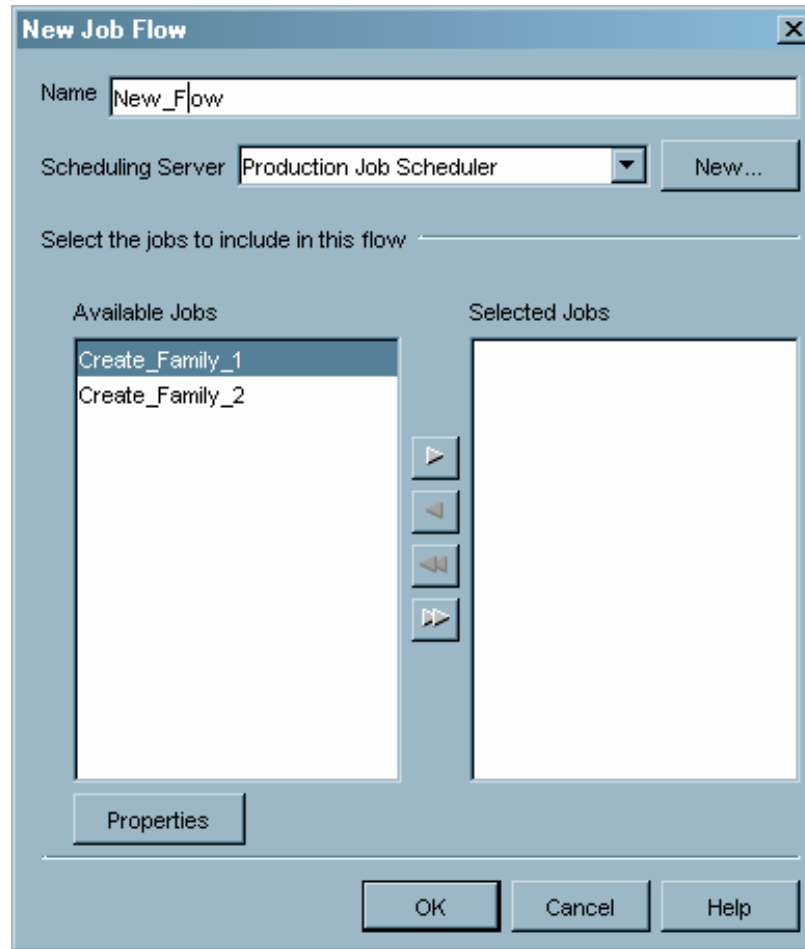 New Job Flow
Name New_Flow
Scheduling Server Production Job Scheduler New...
Select the jobs to include in this flow
Available Jobs Selected Jobs
Create_Family_1
Create_Family_2
Properties
OK Cancel Help